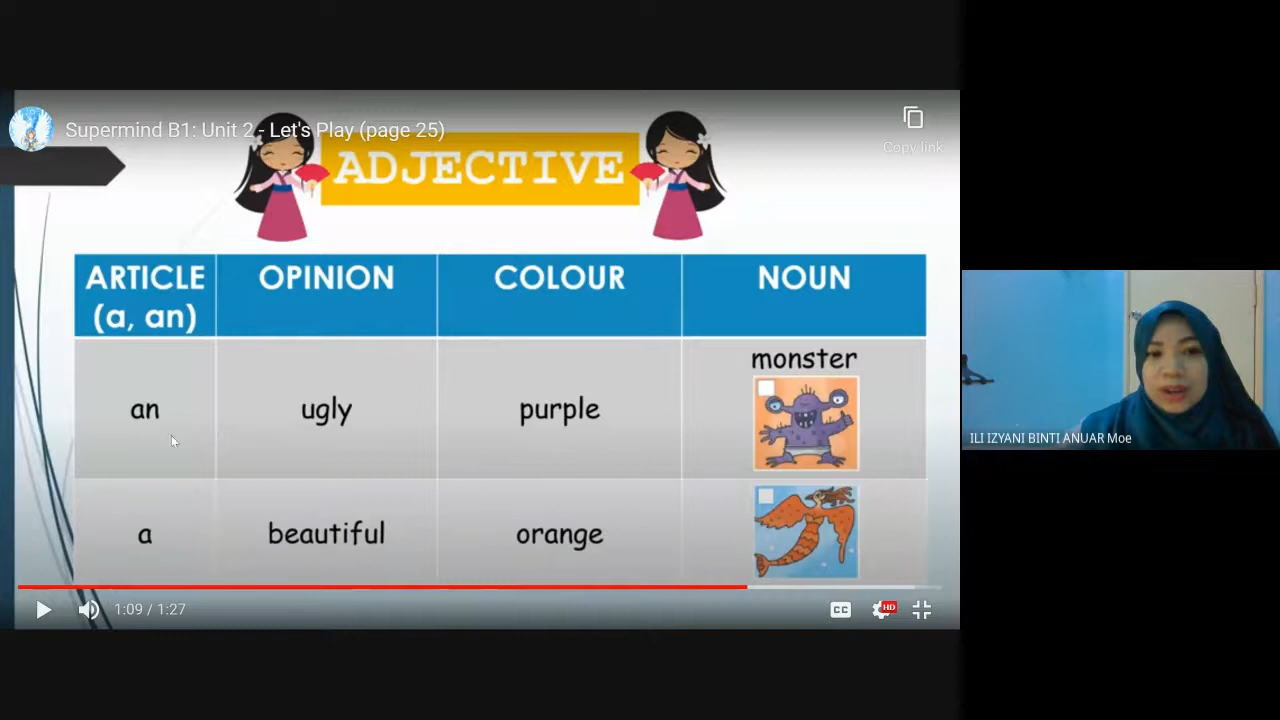 Supermind B1: Unit 2 - Let's Play (page 25)
Copy link
ADJECTIVE
ARTICLE
(a, an)
OPINION
COLOUR
NOUN
an
ugly
purple
monster
a
beautiful
orange
1:09 / 1:27
CC
HD
ILI IZYANI BINTI ANUAR Moe